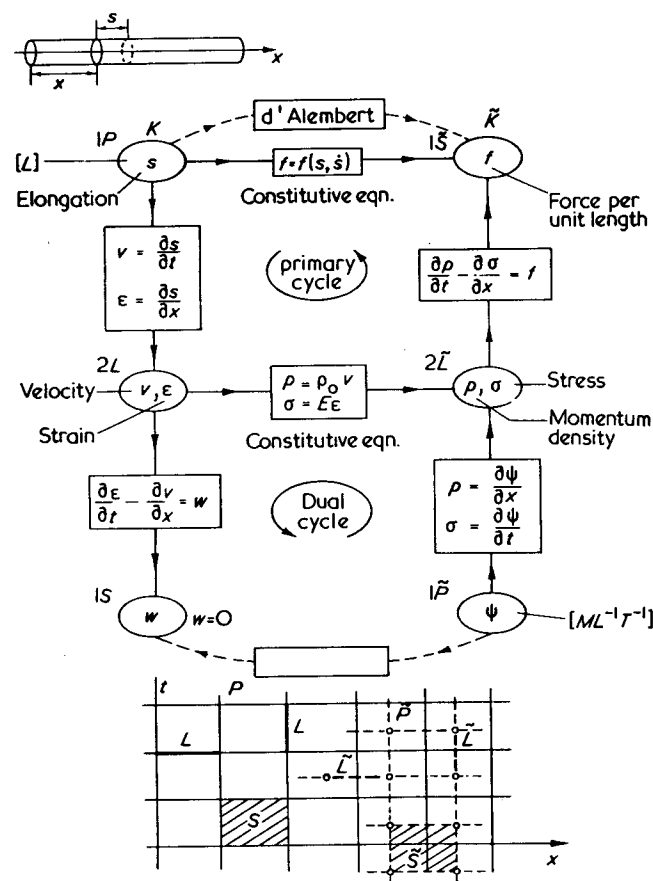 s
x
x
d'Alembert
K
K̃
1P
1S̃
[L]
s
f = f(s, ṡ)
f
Elongation
Constitutive eqn.
Force per
unit length
v = ∂s/∂t
ε = ∂s/∂x
primary
cycle
∂p/∂t − ∂σ/∂x = f
2L
2L̃
Velocity
v, ε
p = ρ₀ v
σ = Eε
p, σ
Stress
Strain
Constitutive eqn.
Momentum
density
∂ε/∂t − ∂v/∂x = w
Dual
cycle
p = ∂ψ/∂x
σ = ∂ψ/∂t
1S
1P̃
w
w=0
ψ
[ML⁻¹T⁻¹]
t
P
P̃
L
L
L̃
L̃
S
S̃
x